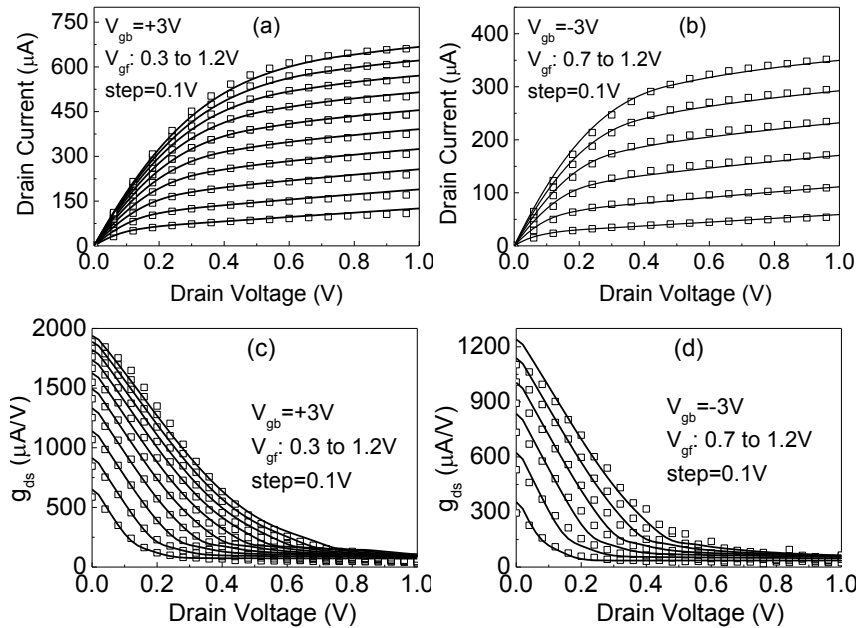 750
600
450
300
150
0
Drain Current (μA)
V_gb=+3V
V_gf: 0.3 to 1.2V
step=0.1V
(a)
0.0 0.2 0.4 0.6 0.8 1.0
Drain Voltage (V)
400
300
200
100
0
Drain Current (μA)
V_gb=-3V
V_gf: 0.7 to 1.2V
step=0.1V
(b)
0.0 0.2 0.4 0.6 0.8 1.0
Drain Voltage (V)
2000
1500
1000
500
0
g_ds (μA/V)
(c)
V_gb=+3V
V_gf: 0.3 to 1.2V
step=0.1V
0.0 0.2 0.4 0.6 0.8 1.0
Drain Voltage (V)
1200
900
600
300
0
g_ds (μA/V)
(d)
V_gb=-3V
V_gf: 0.7 to 1.2V
step=0.1V
0.0 0.2 0.4 0.6 0.8 1.0
Drain Voltage (V)